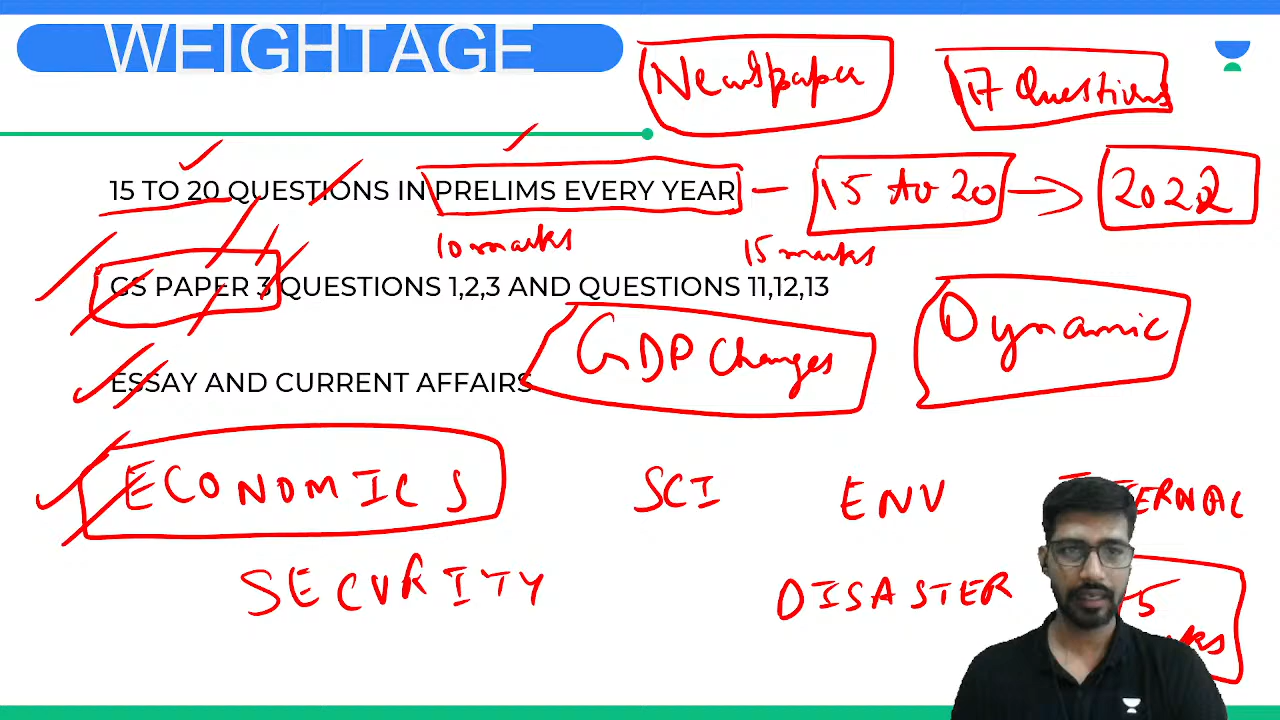 WEIGHTAGE
Newspaper
17 Questions
15 TO 20 QUESTIONS IN PRELIMS EVERY YEAR
15 to 20
2022
10 marks
15 marks
GS PAPER 3 QUESTIONS 1,2,3 AND QUESTIONS 11,12,13
GDP Changes
Dynamic
ESSAY AND CURRENT AFFAIRS
ECONOMICS
SCI
ENV
SECURITY
DISASTER